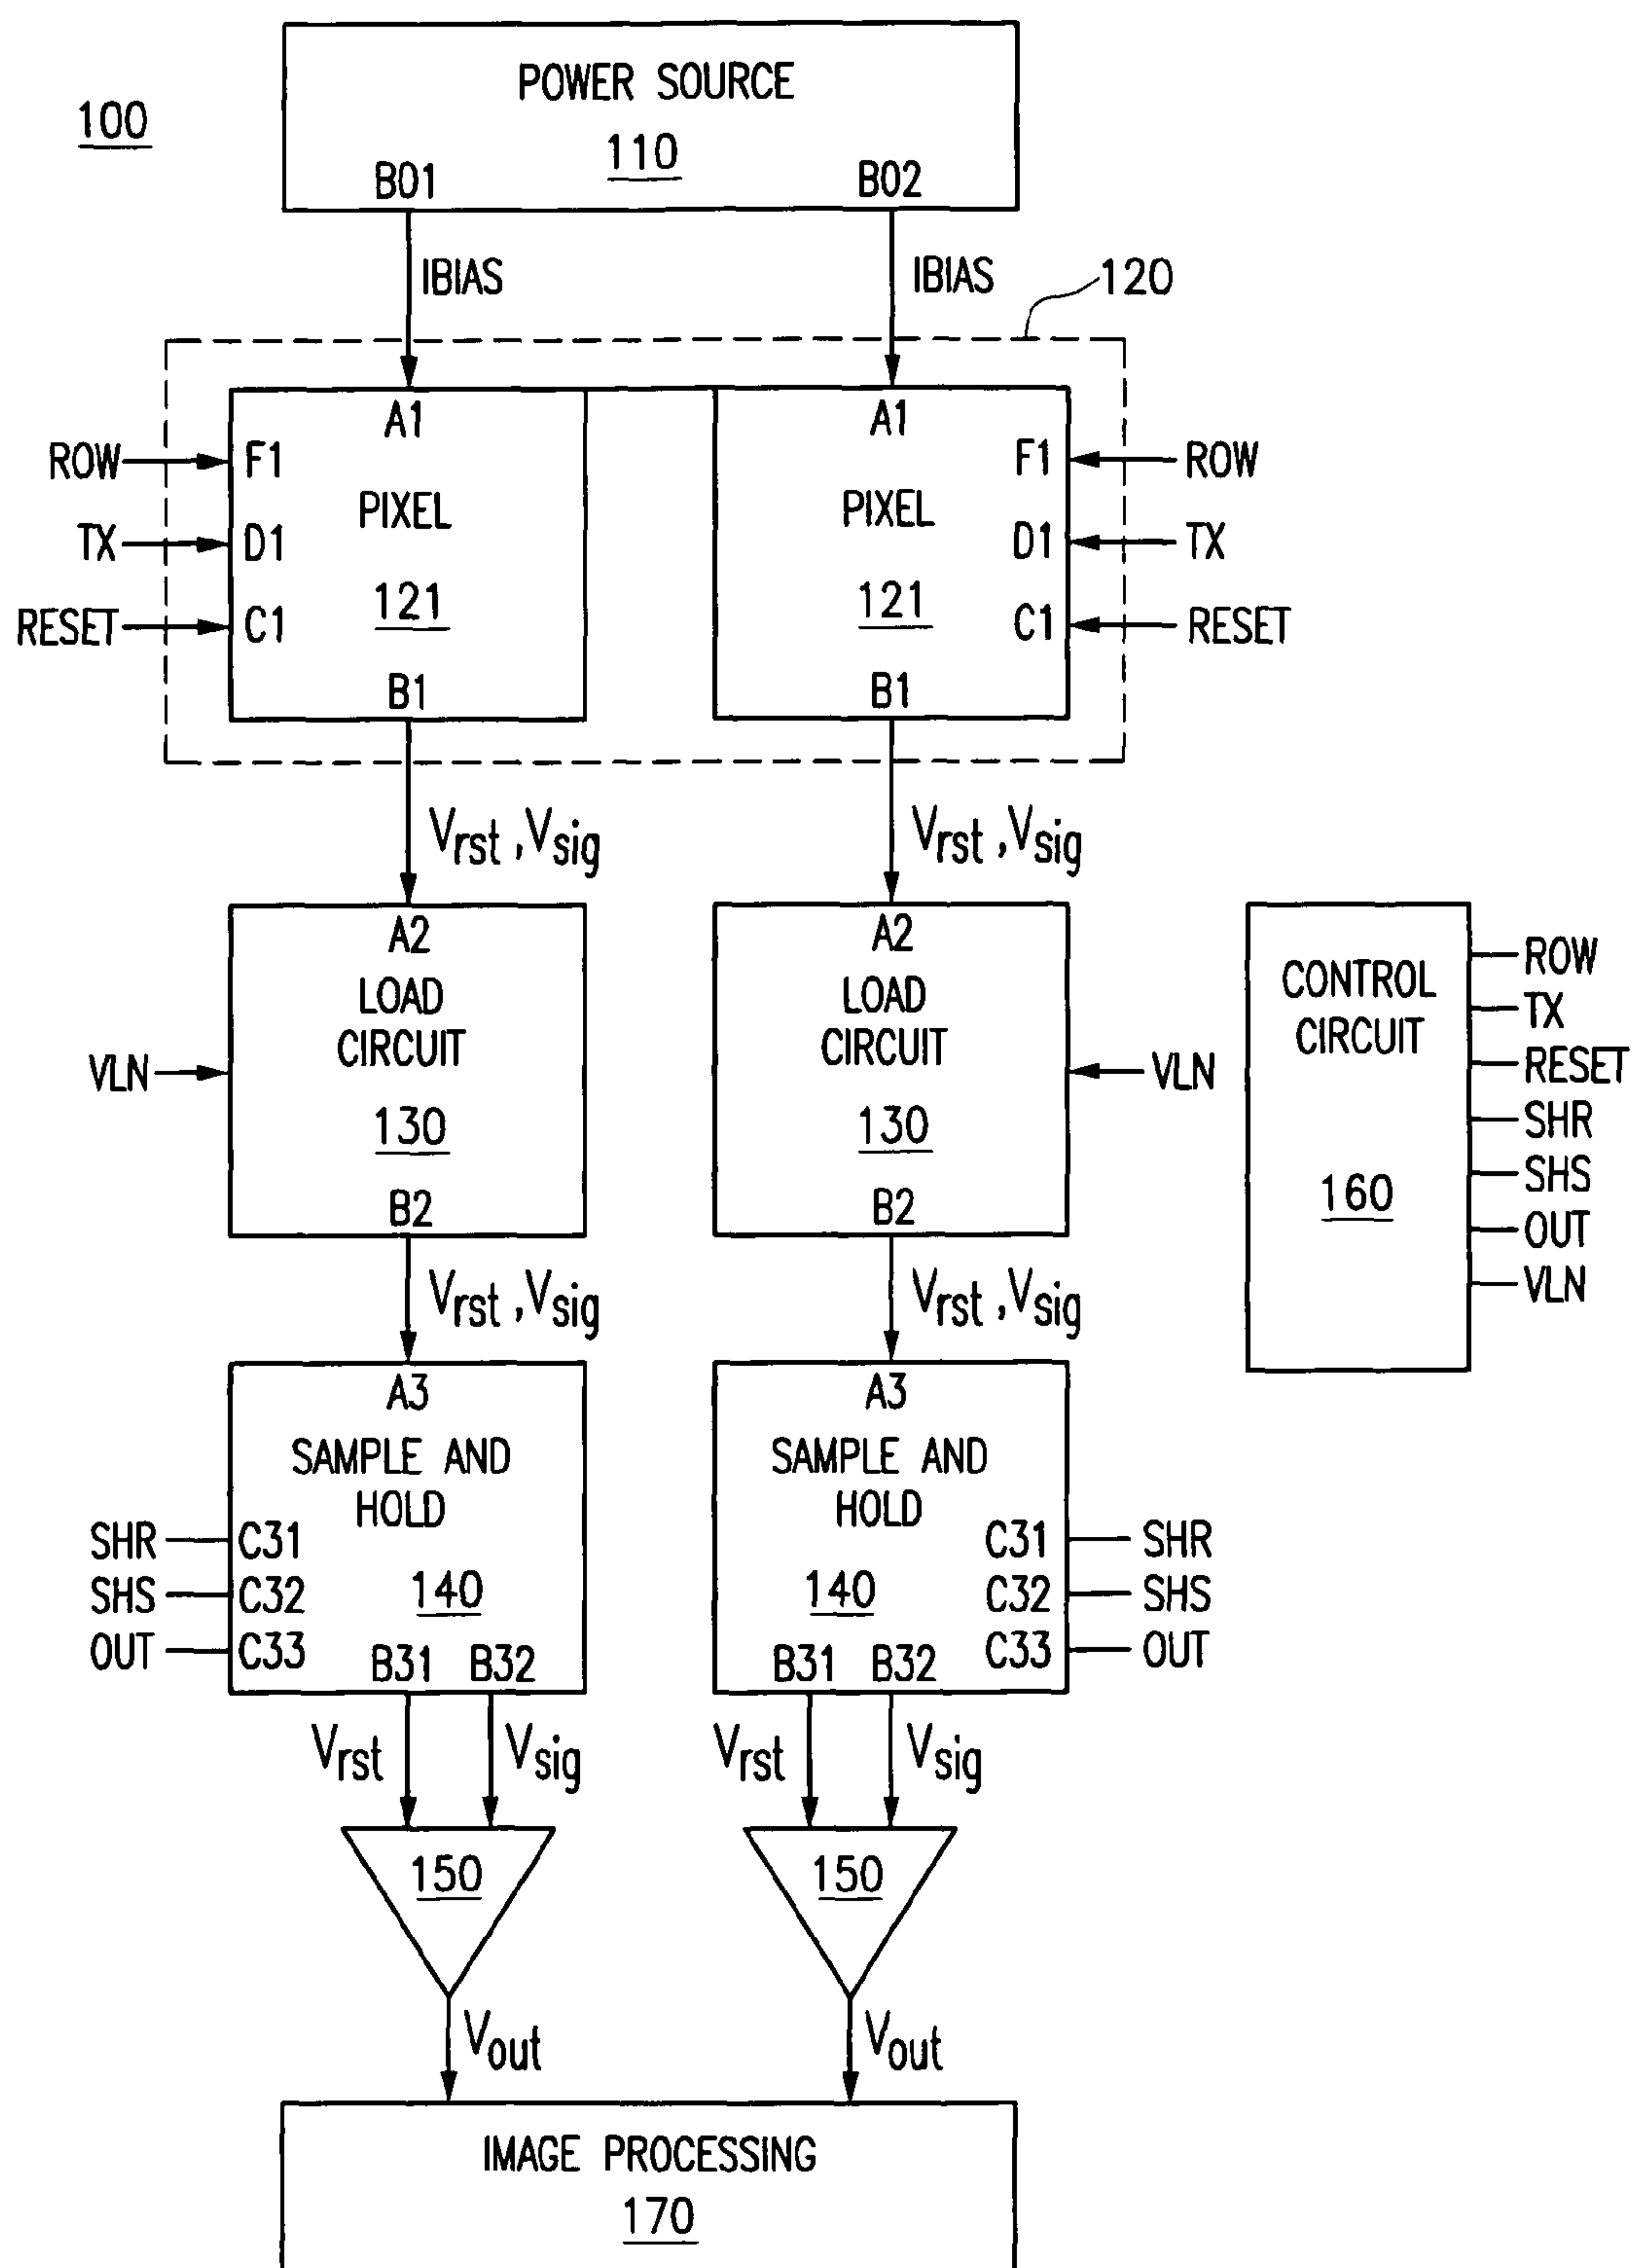 POWER SOURCE
100
110
B01
B02
IBIAS
IBIAS
120
A1
A1
ROW
F1
F1
ROW
PIXEL
PIXEL
TX
D1
D1
TX
121
121
RESET
C1
C1
RESET
B1
B1
Vrst ,Vsig
Vrst ,Vsig
A2
LOAD
CIRCUIT
VLN
130
B2
A2
LOAD
CIRCUIT
VLN
130
B2
CONTROL
CIRCUIT
160
ROW
TX
RESET
SHR
SHS
OUT
VLN
Vrst ,Vsig
Vrst ,Vsig
A3
SAMPLE AND
HOLD
SHR
C31
SHS
C32
140
OUT
C33
B31
B32
A3
SAMPLE AND
HOLD
C31
SHR
140
C32
SHS
C33
OUT
B31
B32
Vrst
Vsig
Vrst
Vsig
150
150
Vout
Vout
IMAGE PROCESSING
170